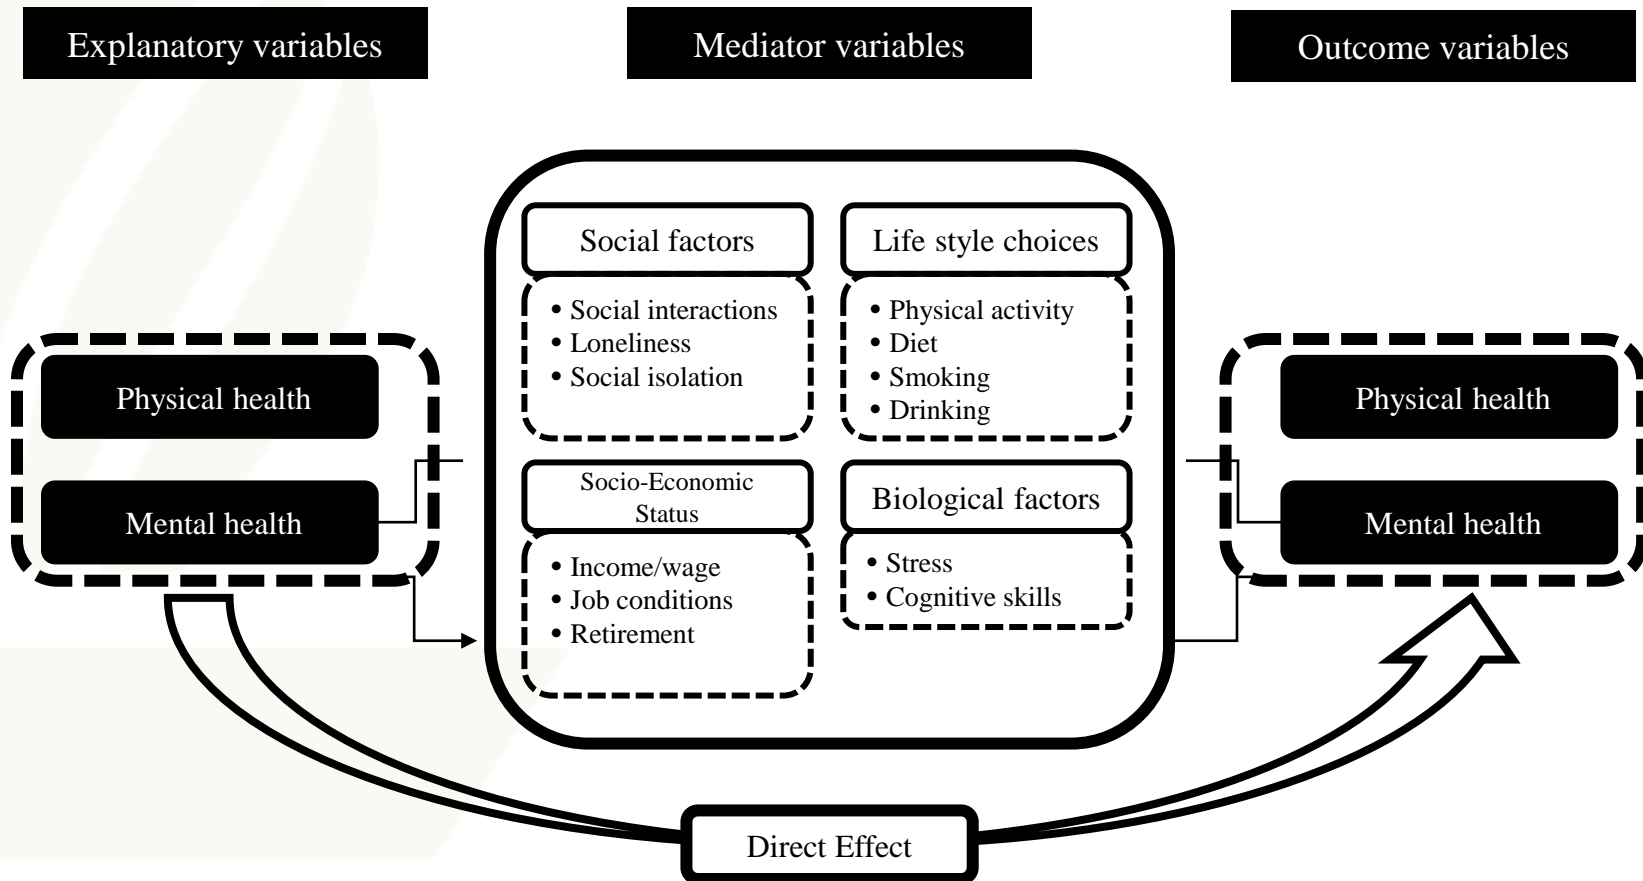 Explanatory variables
Mediator variables
Outcome variables
Social factors
• Social interactions
• Loneliness
• Social isolation
Life style choices
• Physical activity
• Diet
• Smoking
• Drinking
Physical health
Mental health
Socio-Economic
Status
• Income/wage
• Job conditions
• Retirement
Biological factors
• Stress
• Cognitive skills
Physical health
Mental health
Direct Effect